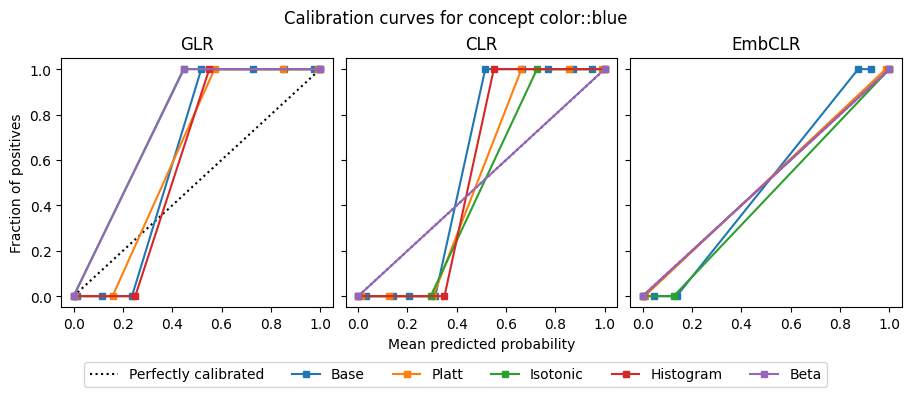 Calibration curves for concept color::blue
GLR
CLR
EmbCLR
Fraction of positives
1.0
0.8
0.6
0.4
0.2
0.0
0.0 0.2 0.4 0.6 0.8 1.0
0.0 0.2 0.4 0.6 0.8 1.0
0.0 0.2 0.4 0.6 0.8 1.0
Mean predicted probability
Perfectly calibrated Base Platt Isotonic Histogram Beta